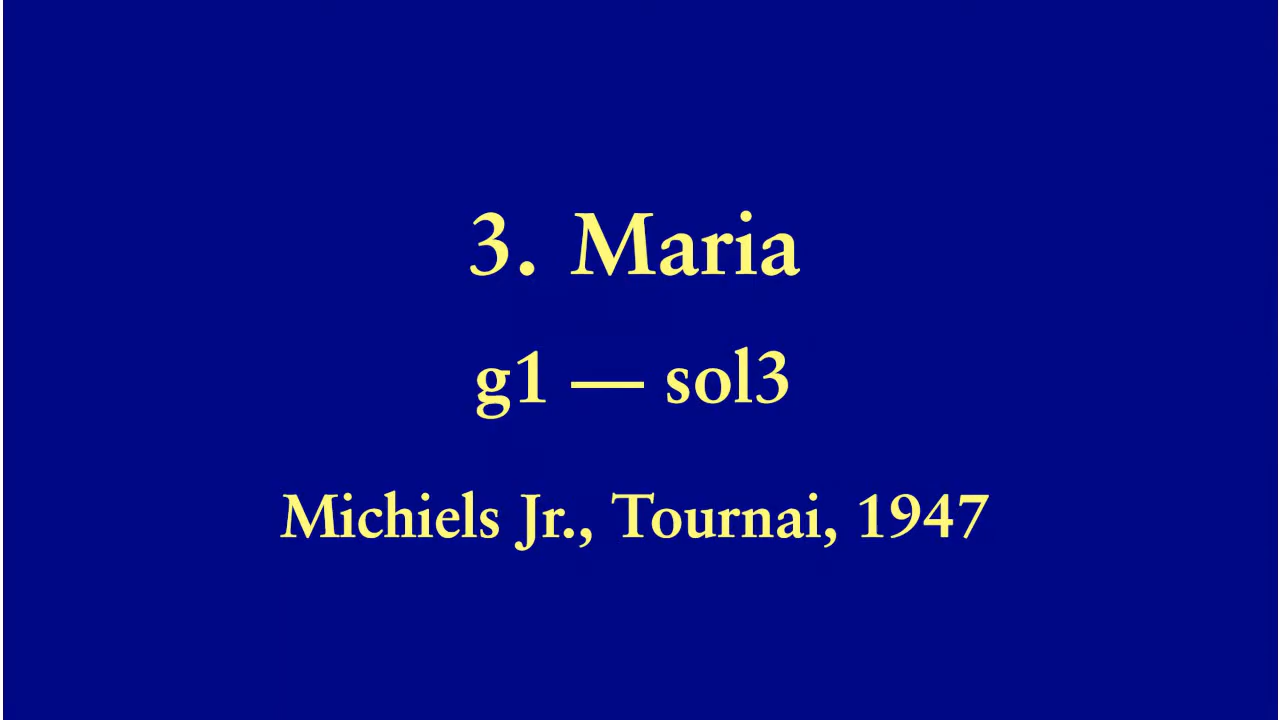 3. Maria
g1 — sol3
Michiels Jr., Tournai, 1947